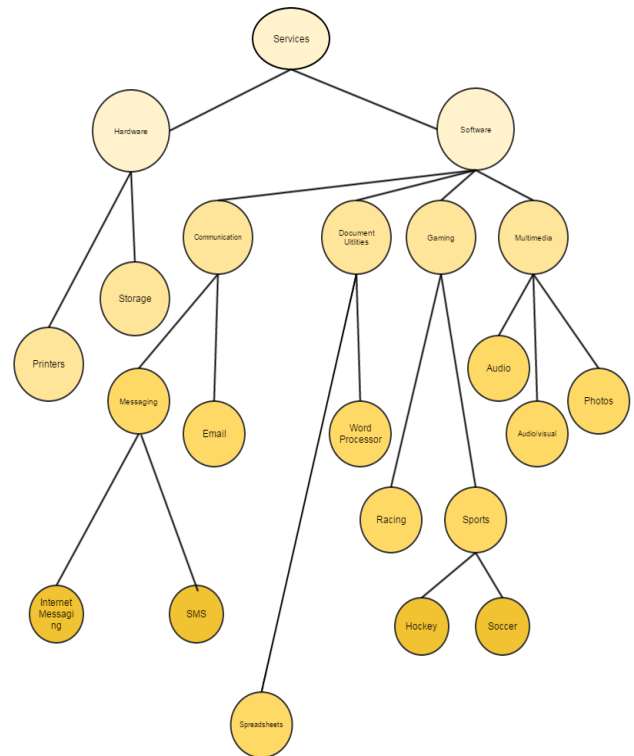 Services
Hardware
Software
Communication
Document
Uitlities
Gaming
Multimedia
Storage
Printers
Audio
Messaging
Email
Word
Processor
Audio/visual
Photos
Racing
Sports
Internet
Messagi
ng
SMS
Hockey
Soccer
Spreadsheets